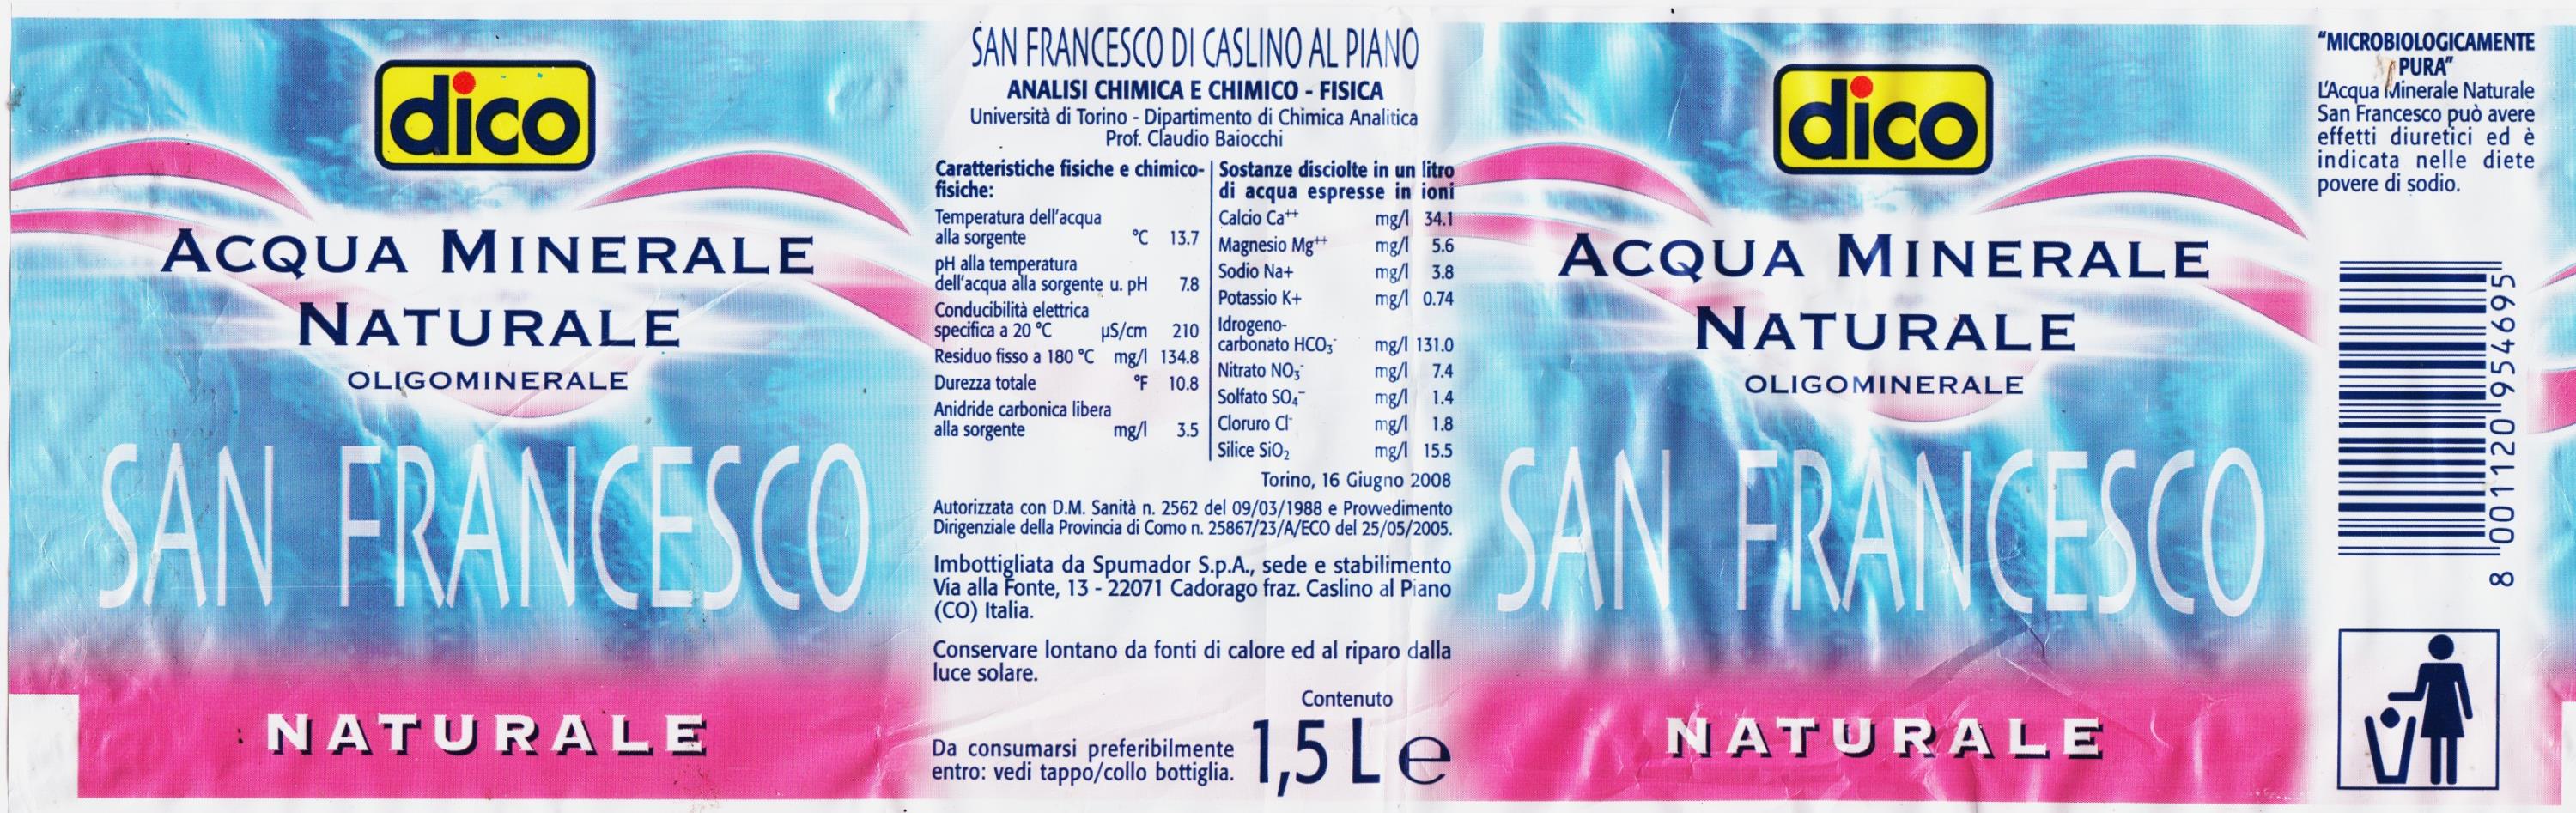 dico
ACQUA MINERALE
NATURALE
OLIGOMINERALE
SAN FRANCESCO
NATURALE
SAN FRANCESCO DI CASLINO AL PIANO
ANALISI CHIMICA E CHIMICO - FISICA
Università di Torino - Dipartimento di Chimica Analitica
Prof. Claudio Baiocchi
Caratteristiche fisiche e chimico-
fisiche:
Temperatura dell'acqua
alla sorgente °C 13.7
pH alla temperatura
dell'acqua alla sorgente u. pH 7.8
Conducibilità elettrica
specifica a 20 °C µS/cm 210
Residuo fisso a 180 °C mg/l 134.8
Durezza totale °F 10.8
Anidride carbonica libera
alla sorgente mg/l 3.5
Sostanze disciolte in un litro
di acqua espresse in ioni
Calcio Ca⁺⁺ mg/l 34.1
Magnesio Mg⁺⁺ mg/l 5.6
Sodio Na+ mg/l 3.8
Potassio K+ mg/l 0.74
Idrogeno-
carbonato HCO₃⁻ mg/l 131.0
Nitrato NO₃⁻ mg/l 7.4
Solfato SO₄⁻ mg/l 1.4
Cloruro Cl⁻ mg/l 1.8
Silice SiO₂ mg/l 15.5
Torino, 16 Giugno 2008
Autorizzata con D.M. Sanità n. 2562 del 09/03/1988 e Provvedimento
Dirigenziale della Provincia di Como n. 25867/23/A/ECO del 25/05/2005.
Imbottigliata da Spumador S.p.A., sede e stabilimento
Via alla Fonte, 13 - 22071 Cadorago fraz. Caslino al Piano
(CO) Italia.
Conservare lontano da fonti di calore ed al riparo dalla
luce solare.
Contenuto
1,5 L e
Da consumarsi preferibilmente
entro: vedi tappo/collo bottiglia.
dico
ACQUA MINERALE
NATURALE
OLIGOMINERALE
SAN FRANCESCO
NATURALE
"MICROBIOLOGICAMENTE
PURA"
L'Acqua Minerale Naturale
San Francesco può avere
effetti diuretici ed è
indicata nelle diete
povere di sodio.
8 001120 954695